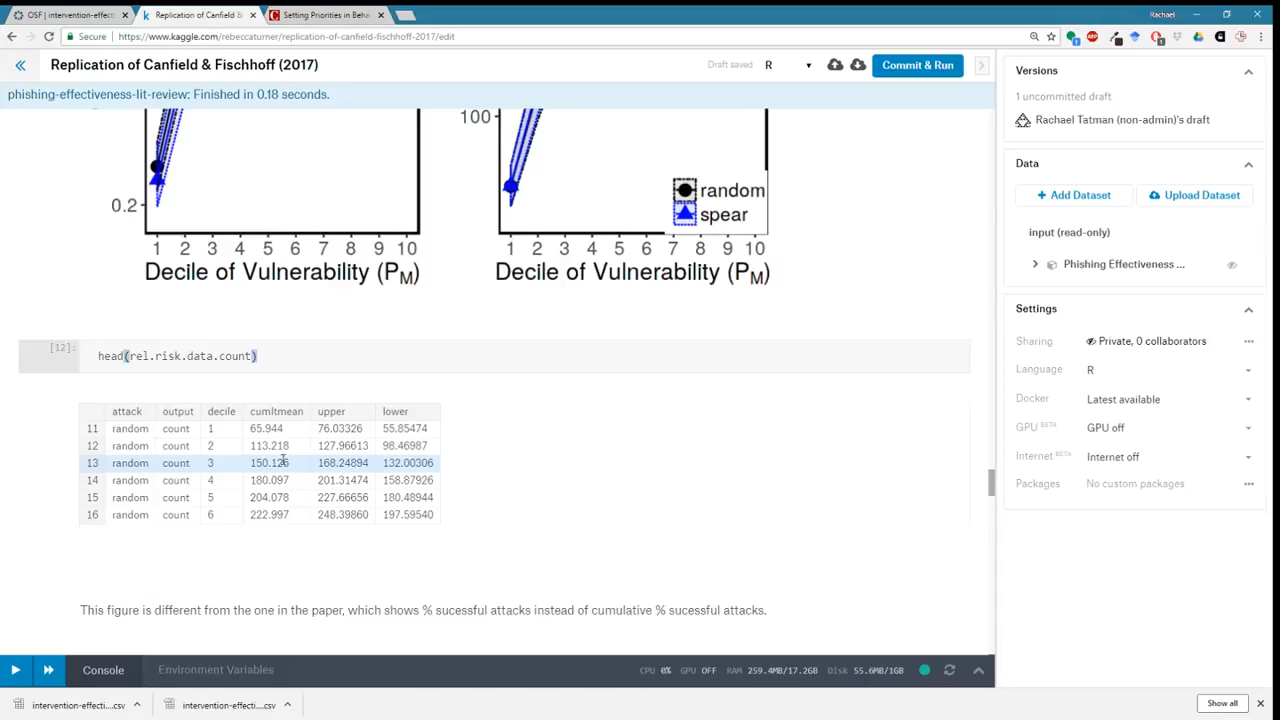 OSF | intervention-effecti
Replication of Canfield &
Setting Priorities in Beha
Rachael
Secure
https://www.kaggle.com/rebeccaturner/replication-of-canfield-fischhoff-2017/edit
Replication of Canfield & Fischhoff (2017)
Draft saved
R
Commit & Run
phishing-effectiveness-lit-review: Finished in 0.18 seconds.
100
0.2
random
spear
1 2 3 4 5 6 7 8 9 10
1 2 3 4 5 6 7 8 9 10
Decile of Vulnerability (PM)
Decile of Vulnerability (PM)
[12]:
head(rel.risk.data.count)
attack output decile cumltmean upper lower
11 random count 1 65.944 76.03326 55.85474
12 random count 2 113.218 127.96613 98.46987
13 random count 3 150.126 168.24894 132.00306
14 random count 4 180.097 201.31474 158.87926
15 random count 5 204.078 227.66656 180.48944
16 random count 6 222.997 248.39860 197.59540
This figure is different from the one in the paper, which shows % sucessful attacks instead of cumulative % sucessful attacks.
Versions
1 uncommitted draft
Rachael Tatman (non-admin)'s draft
Data
+ Add Dataset
Upload Dataset
input (read-only)
Phishing Effectiveness ...
Settings
Sharing
Private, 0 collaborators
Language
R
Docker
Latest available
GPU BETA
GPU off
Internet BETA
Internet off
Packages
No custom packages
Console
Environment Variables
CPU 0% GPU OFF RAM 259.4MB/17.2GB Disk 55.6MB/1GB
intervention-effecti....csv
intervention-effecti....csv
Show all